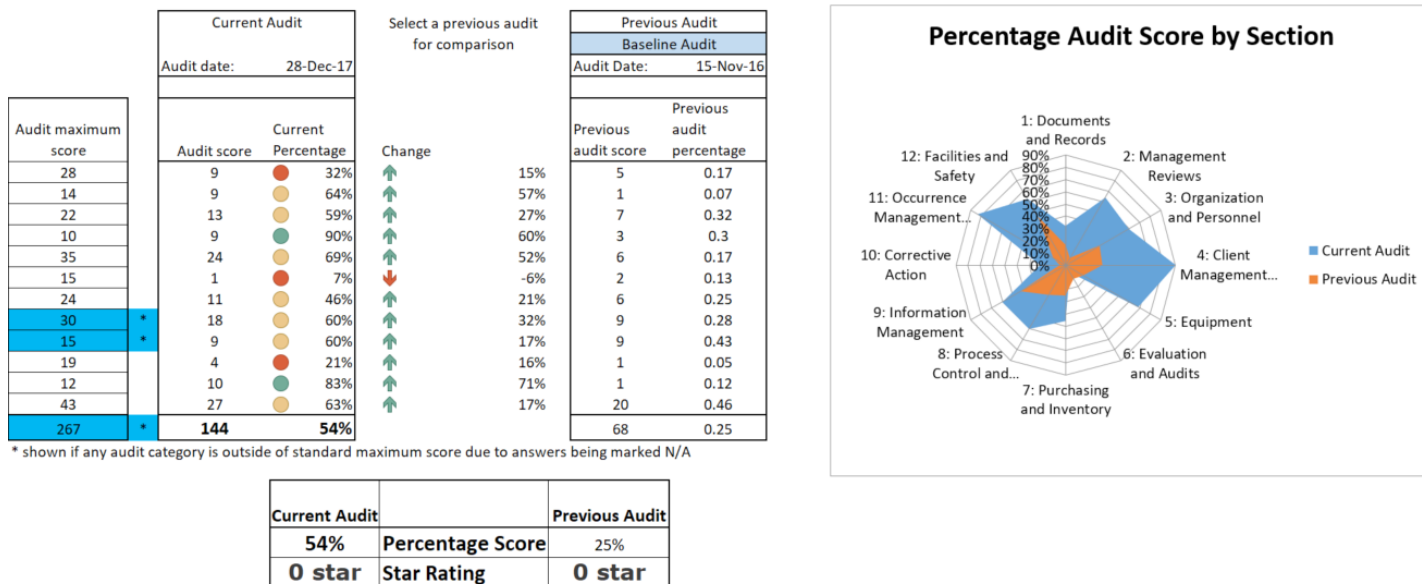 Current Audit
Audit date: 28-Dec-17
Select a previous audit
for comparison
Previous Audit
Baseline Audit
Audit Date: 15-Nov-16
Audit maximum
score
Audit score
Current
Percentage
Change
Previous
audit score
Previous
audit
percentage
28 9 32% 15% 5 0.17
14 9 64% 57% 1 0.07
22 13 59% 27% 7 0.32
10 9 90% 60% 3 0.3
35 24 69% 52% 6 0.17
15 1 7% -6% 2 0.13
24 11 46% 21% 6 0.25
30 * 18 60% 32% 9 0.28
15 * 9 60% 17% 9 0.43
19 4 21% 16% 1 0.05
12 10 83% 71% 1 0.12
43 27 63% 17% 20 0.46
267 * 144 54% 68 0.25
* shown if any audit category is outside of standard maximum score due to answers being marked N/A
Current Audit Previous Audit
54% Percentage Score 25%
0 star Star Rating 0 star
Percentage Audit Score by Section
1: Documents
and Records
2: Management
Reviews
3: Organization
and Personnel
4: Client
Management...
5: Equipment
6: Evaluation
and Audits
7: Purchasing
and Inventory
8: Process
Control and...
9: Information
Management
10: Corrective
Action
11: Occurrence
Management...
12: Facilities and
Safety
90%
80%
70%
60%
50%
40%
30%
20%
10%
0%
Current Audit
Previous Audit